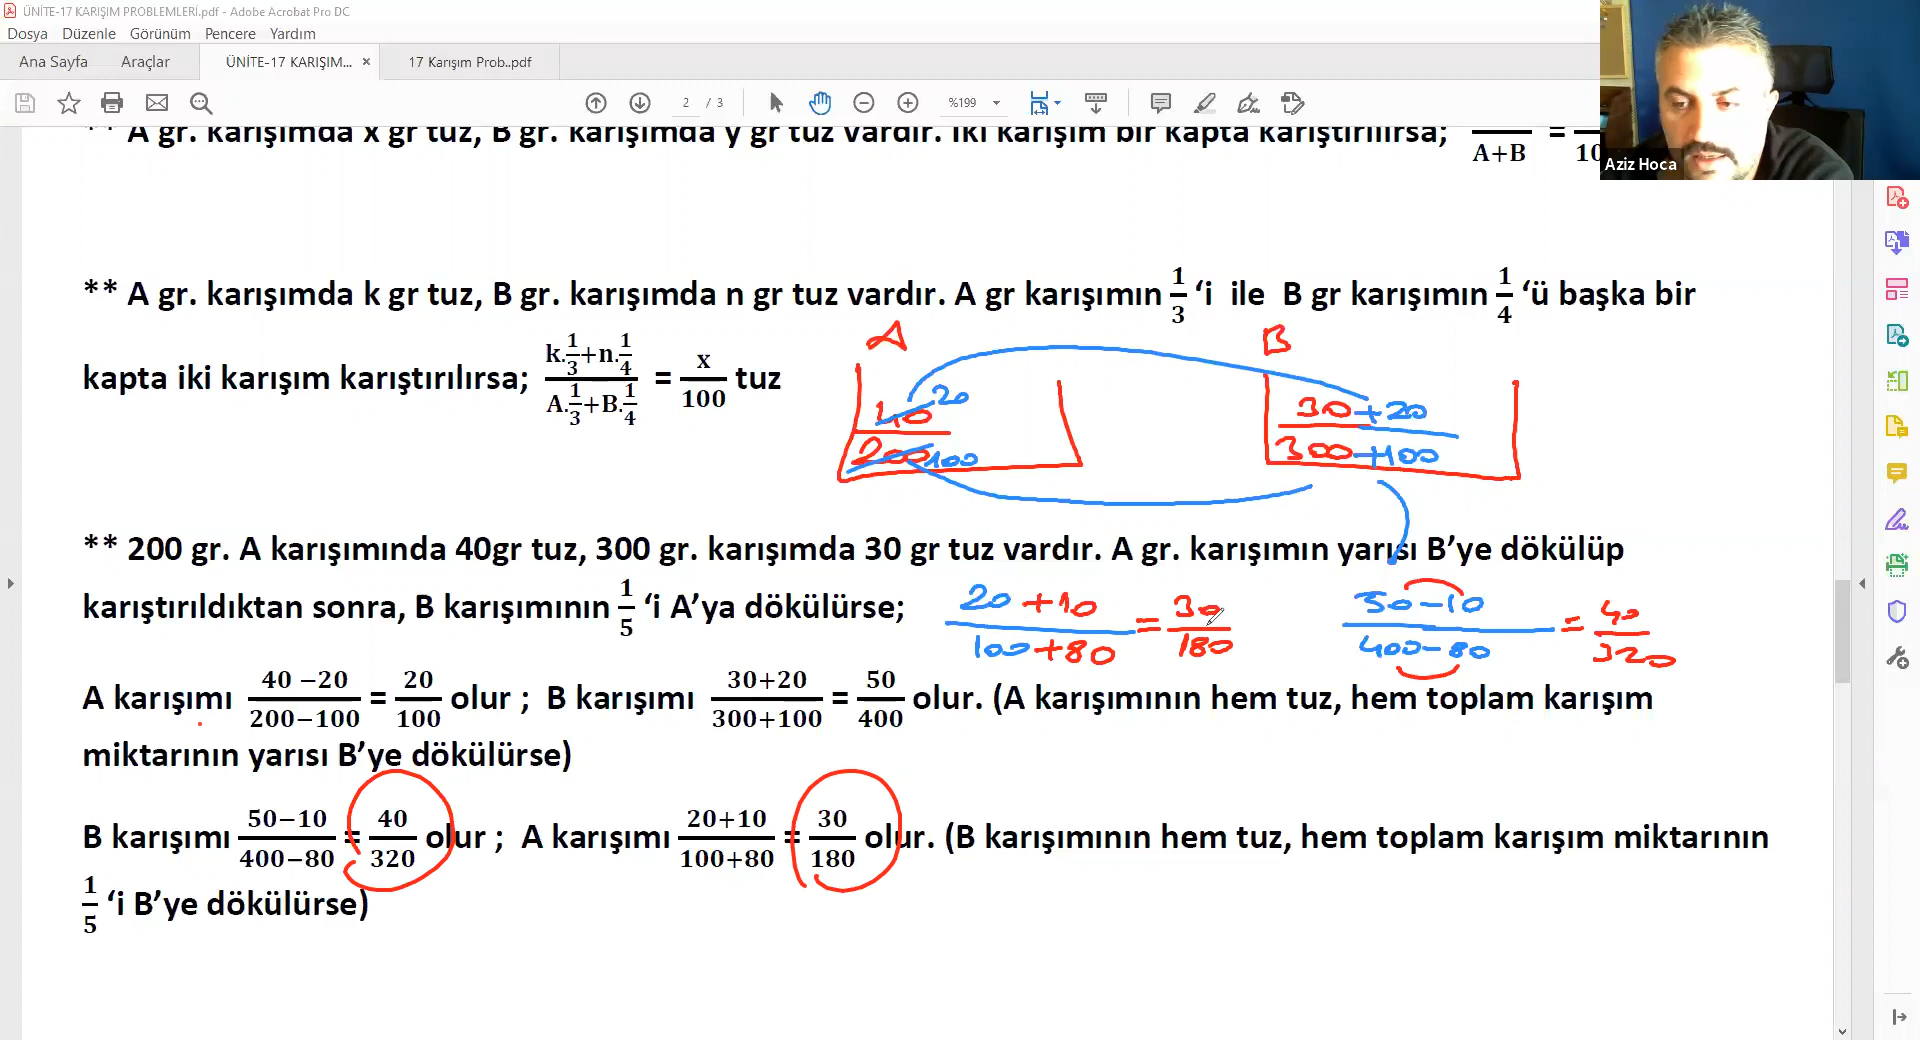 ÜNİTE-17 KARIŞIM PROBLEMLERİ.pdf - Adobe Acrobat Pro DC
Dosya Düzenle Görünüm Pencere Yardım
Ana Sayfa Araçlar ÜNİTE-17 KARIŞIM... × 17 Karışım Prob..pdf
2 / 3 %199
** A gr. karışımda x gr tuz, B gr. karışımda y gr tuz vardır. İki karışım bir kapta karıştırılırsa; /(A+B) = /10
Aziz Hoca
** A gr. karışımda k gr tuz, B gr. karışımda n gr tuz vardır. A gr karışımın 1/3 ‘i ile B gr karışımın 1/4 ‘ü başka bir
kapta iki karışım karıştırılırsa; (k.1/3+n.1/4)/(A.1/3+B.1/4) = x/100 tuz
A B
40 20 30+20
200 100 300+100
** 200 gr. A karışımında 40gr tuz, 300 gr. karışımda 30 gr tuz vardır. A gr. karışımın yarısı B’ye dökülüp
karıştırıldıktan sonra, B karışımının 1/5 ‘i A’ya dökülürse; (20+10)/(100+80) = 30/180 (50-10)/(400-80) = 40/320
A karışımı (40 −20)/(200−100) = 20/100 olur ; B karışımı (30+20)/(300+100) = 50/400 olur. (A karışımının hem tuz, hem toplam karışım
miktarının yarısı B’ye dökülürse)
B karışımı (50−10)/(400−80) = 40/320 olur ; A karışımı (20+10)/(100+80) = 30/180 olur. (B karışımının hem tuz, hem toplam karışım miktarının
1/5 ‘i B’ye dökülürse)